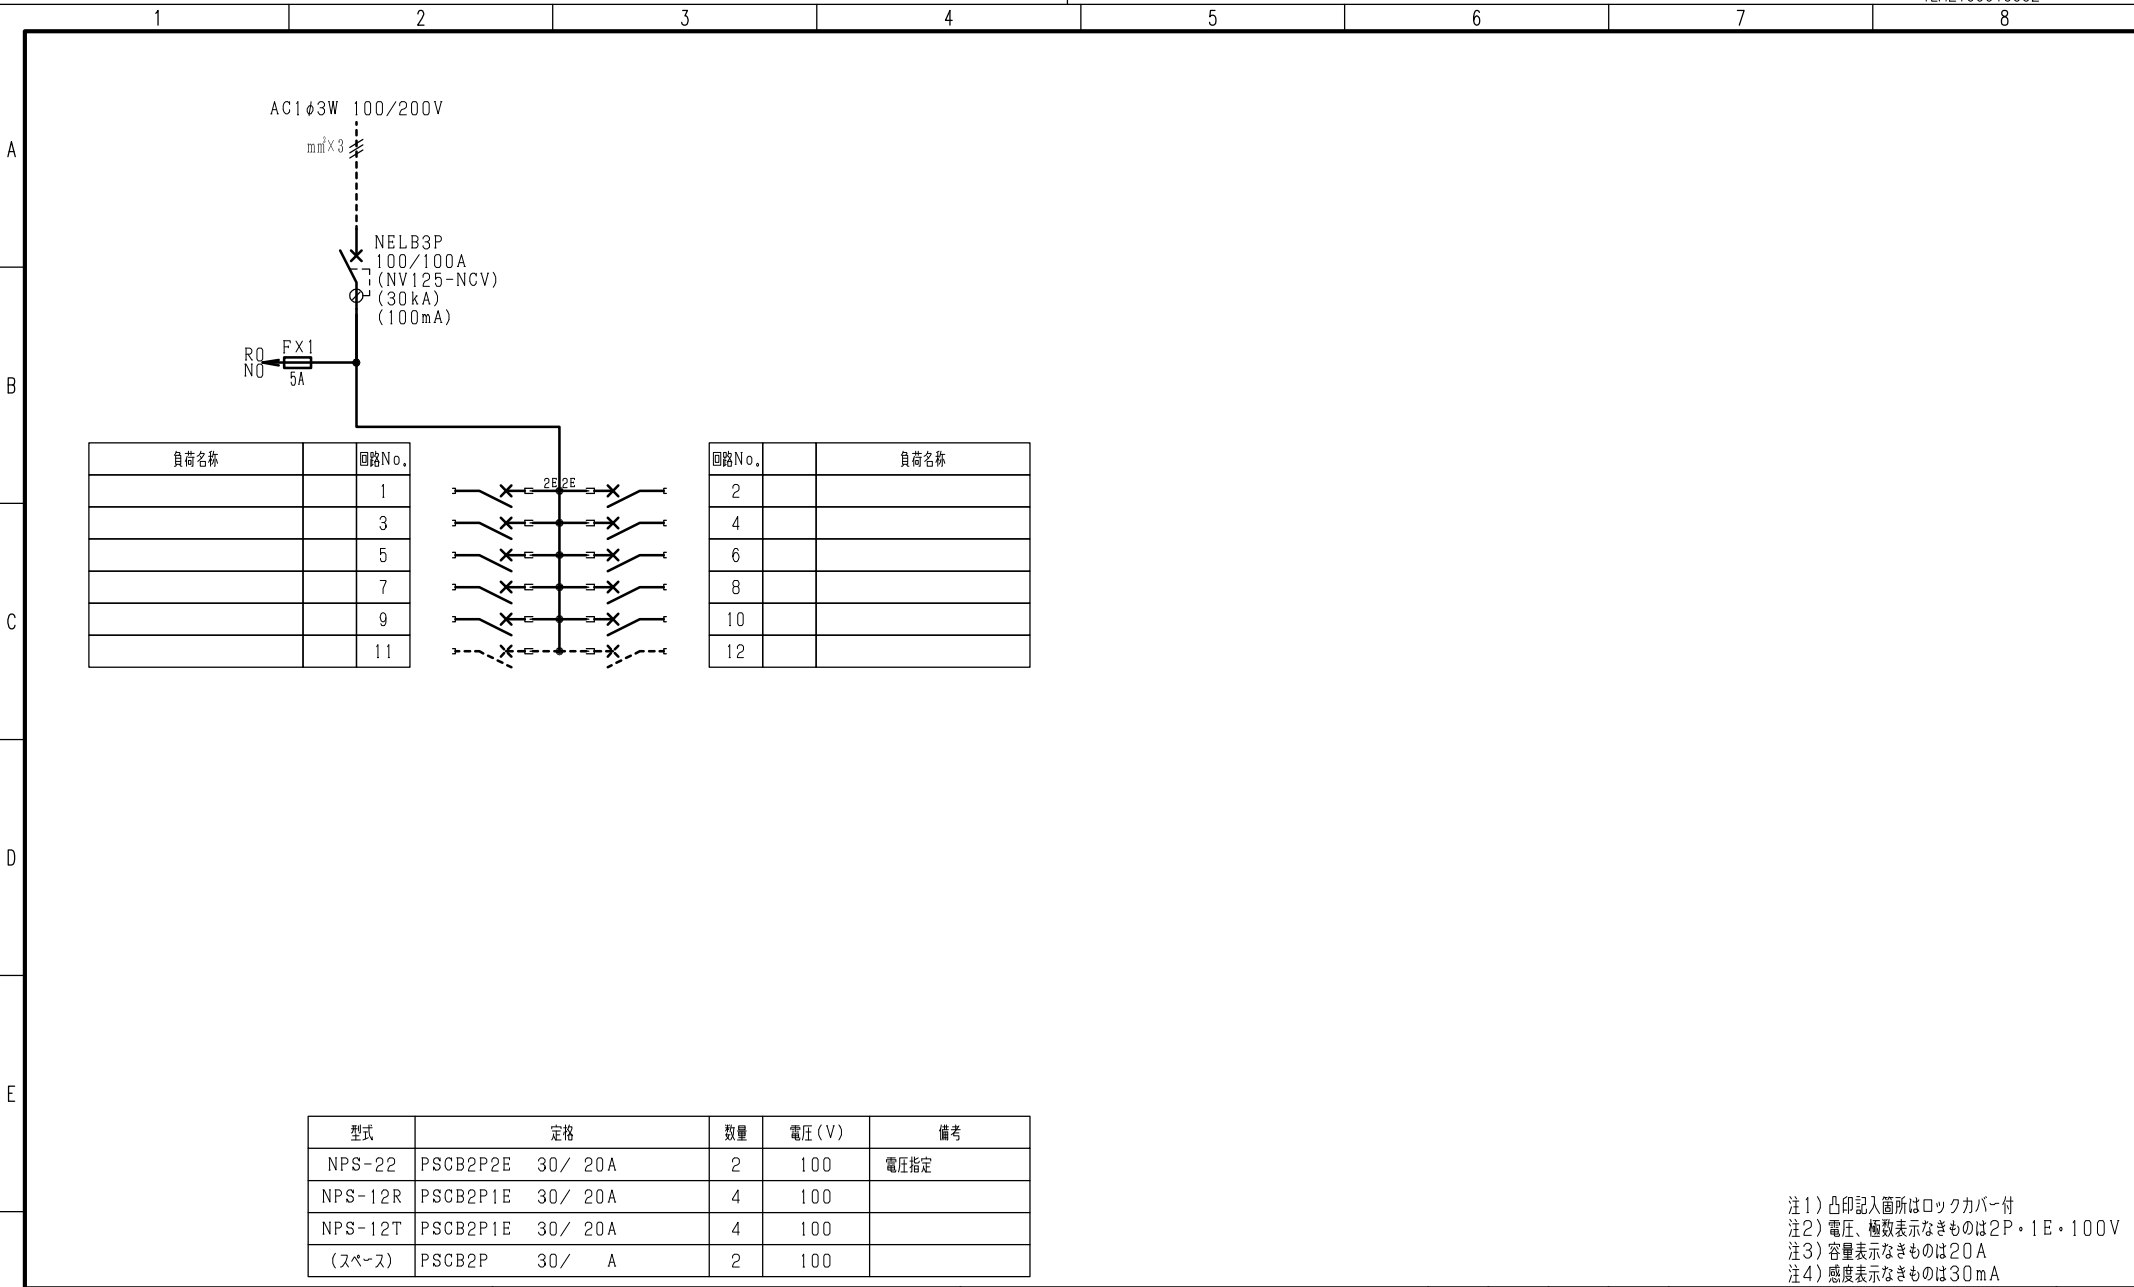 1 2 3 4 5 6 7 8
A
B
C
D
E
AC1φ3W 100/200V
mm²×3
NELB3P
100/100A
(NV125-NCV)
(30kA)
(100mA)
R0
N0
F×1
5A
負荷名称 回路No.
1
3
5
7
9
11
2E 2E
回路No. 負荷名称
2
4
6
8
10
12
型式 定格 数量 電圧(V) 備考
NPS-22 PSCB2P2E 30/ 20A 2 100 電圧指定
NPS-12R PSCB2P1E 30/ 20A 4 100
NPS-12T PSCB2P1E 30/ 20A 4 100
(スペース) PSCB2P 30/ A 2 100
注1)凸印記入箇所はロックカバー付
注2)電圧、極数表示なきものは2P・1E・100V
注3)容量表示なきものは20A
注4)感度表示なきものは30mA